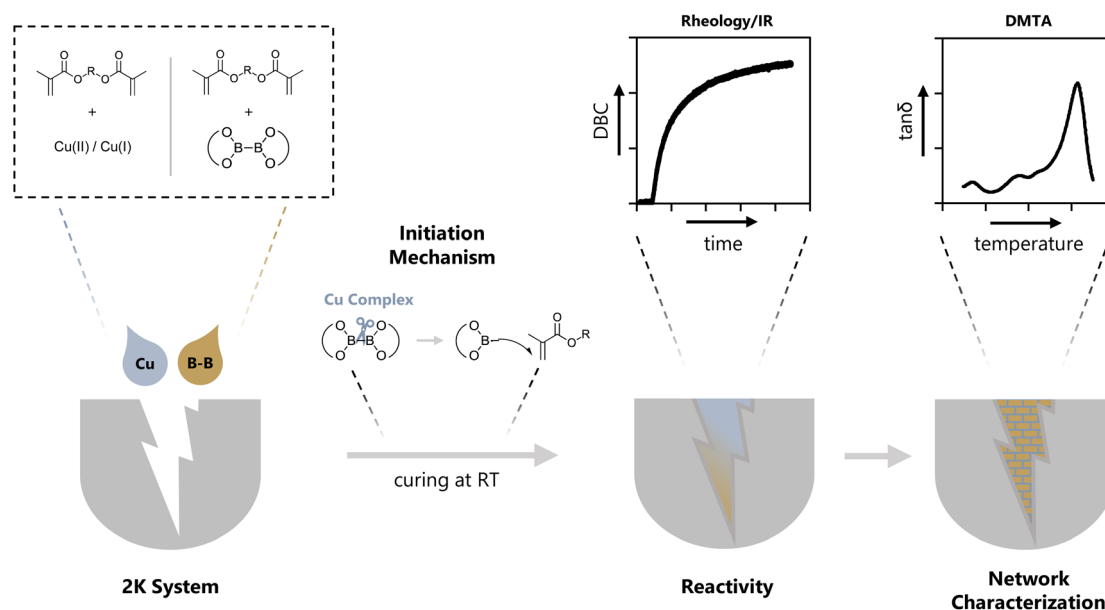 Rheology/IR
DMTA
O R O
O O
+
Cu(II) / Cu(I)
O R O
O O
+
O O
B B
O O
DBC
time
tanδ
temperature
Initiation
Mechanism
Cu Complex
O O
B B
O O
O
B
O
O
O R
Cu
B-B
curing at RT
2K System
Reactivity
Network
Characterization